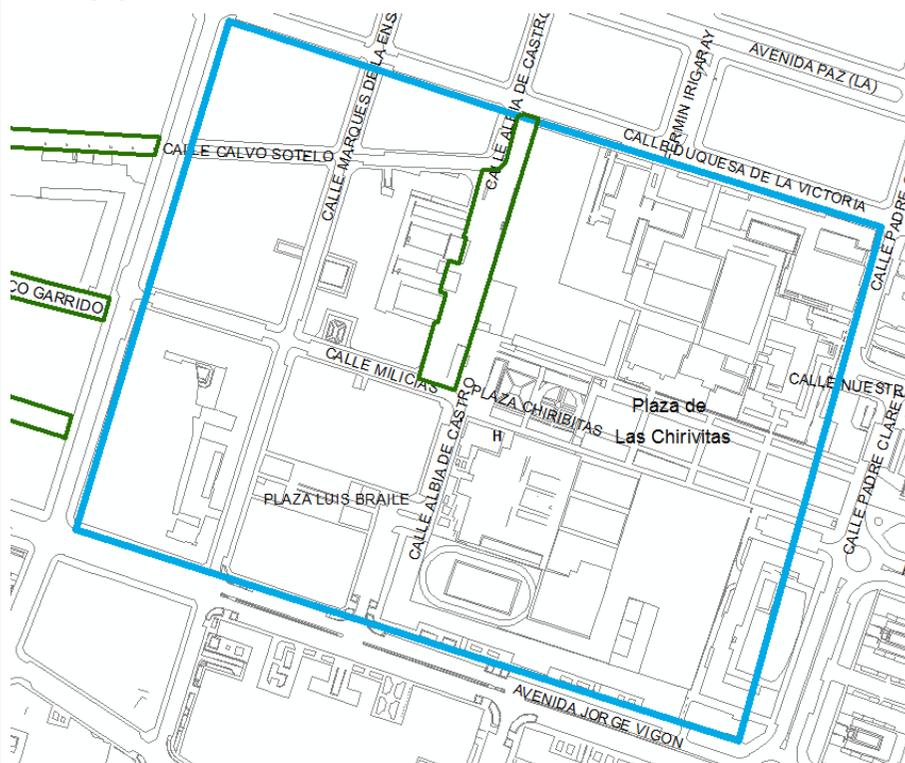 CALLE MARQUES DE LA ENS
CALLE ALBIA DE CASTRO
FERMIN IRIGARAY
AVENIDA PAZ (LA)
CALLE CALVO SOTELO
CALLE DUQUESA DE LA VICTORIA
CALLE PADRE C
CO GARRIDO
CALLE MILICIAS
PLAZA CHIRIBITAS
CALLE NUESTR
Plaza de
Las Chirivitas
H
CALLE ALBIA DE CASTRO
PLAZA LUIS BRAILE
CALLE PADRE CLARET
AVENIDA JORGE VIGON